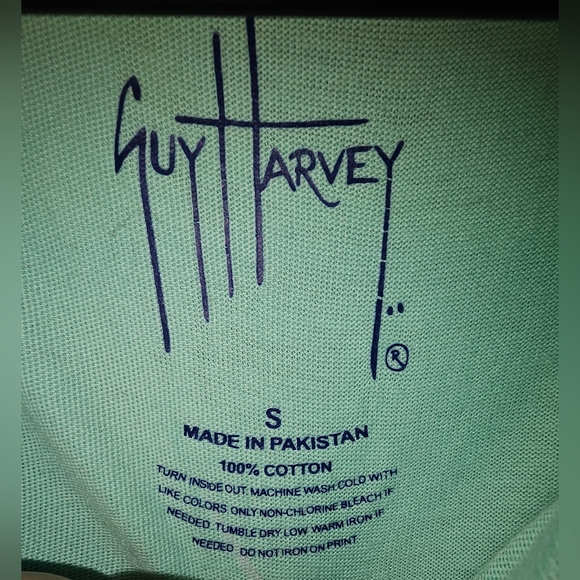 GUY HARVEY
®
S
MADE IN PAKISTAN
100% COTTON
TURN INSIDE OUT. MACHINE WASH COLD WITH
LIKE COLORS. ONLY NON-CHLORINE BLEACH IF
NEEDED. TUMBLE DRY LOW. WARM IRON IF
NEEDED. DO NOT IRON ON PRINT.